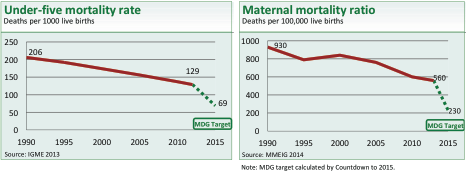 Under-five mortality rate
Deaths per 1000 live births
250
200
150
100
50
0
206
129
69
MDG Target
1990 1995 2000 2005 2010 2015
Source: IGME 2013
Maternal mortality ratio
Deaths per 100,000 live births
1000
800
600
400
200
0
930
560
230
MDG Target
1990 1995 2000 2005 2010 2015
Source: MMEIG 2014
Note: MDG target calculated by Countdown to 2015.